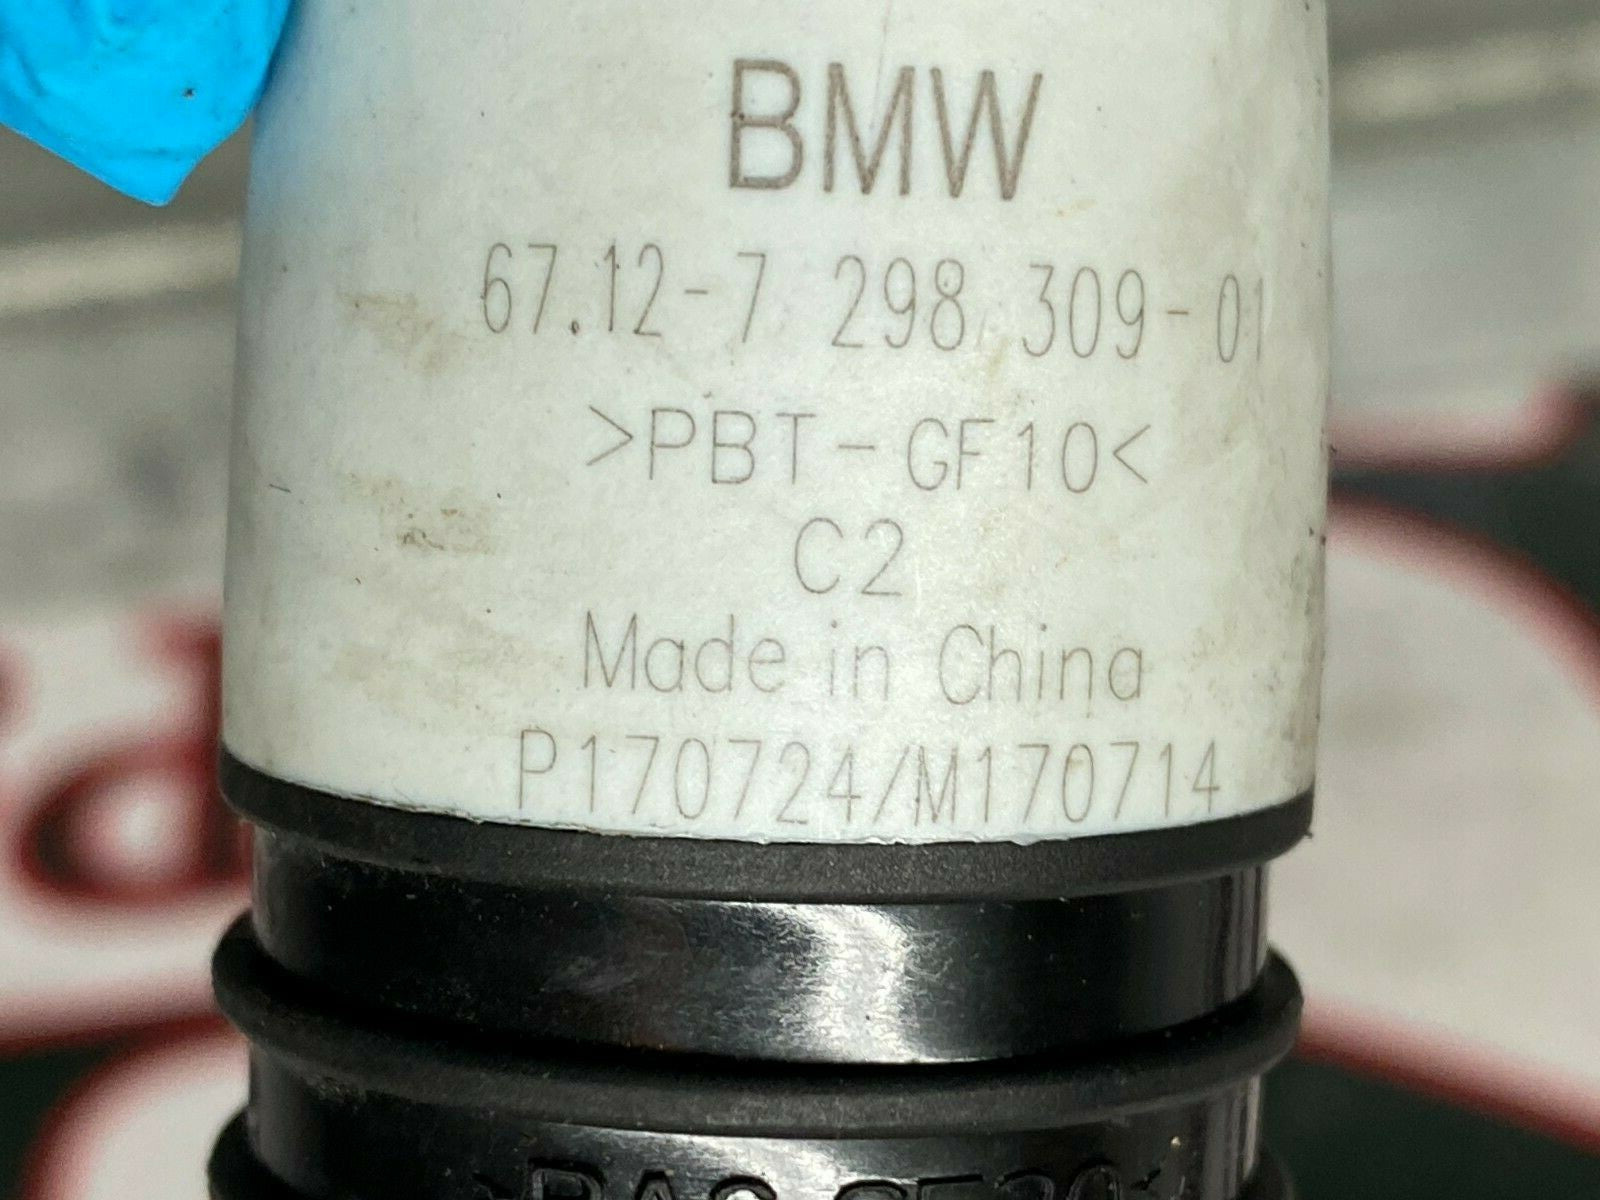 BMW
67.12-7 298 309-01
>PBT-GF10<
C2
Made in China
P170724/M170714